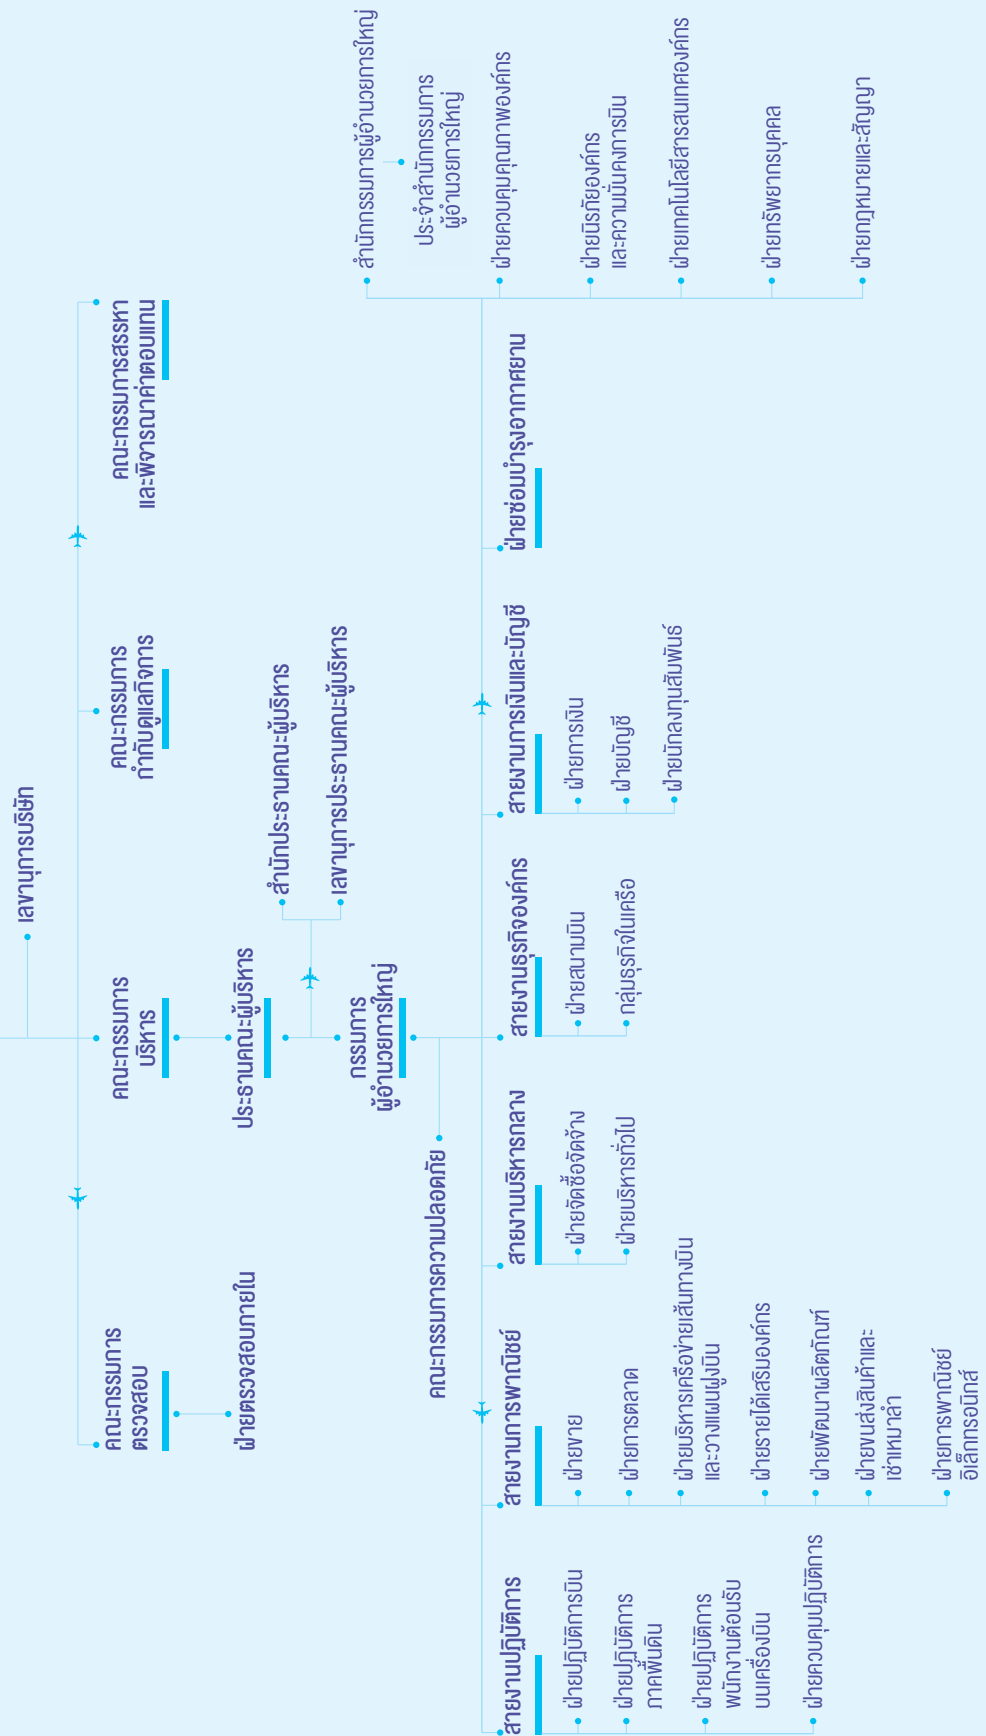 เลขานุการบริษัท
คณะกรรมการ
ตรวจสอบ
คณะกรรมการ
บริหาร
คณะกรรมการ
กำกับดูแลกิจการ
คณะกรรมการสรรหา
และพิจารณาค่าตอบแทน
ฝ่ายตรวจสอบภายใน
ประธานคณะผู้บริหาร
สำนักประธานคณะผู้บริหาร
เลขานุการประธานคณะผู้บริหาร
กรรมการ
ผู้อำนวยการใหญ่
คณะกรรมการความปลอดภัย
สำนักกรรมการผู้อำนวยการใหญ่
ประจำสำนักกรรมการ
ผู้อำนวยการใหญ่
ฝ่ายควบคุมคุณภาพองค์กร
ฝ่ายนิรภัยองค์กร
และความมั่นคงการบิน
ฝ่ายเทคโนโลยีสารสนเทศองค์กร
ฝ่ายทรัพยากรบุคคล
ฝ่ายกฎหมายและสัญญา
สายงานปฏิบัติการ
ฝ่ายปฏิบัติการบิน
ฝ่ายปฏิบัติการ
ภาคพื้นดิน
ฝ่ายปฏิบัติการ
พนักงานต้อนรับ
บนเครื่องบิน
ฝ่ายควบคุมปฏิบัติการ
สายงานการพาณิชย์
ฝ่ายขาย
ฝ่ายการตลาด
ฝ่ายบริหารเครือข่ายเส้นทางบิน
และวางแผนฝูงบิน
ฝ่ายรายได้เสริมองค์กร
ฝ่ายพัฒนาผลิตภัณฑ์
ฝ่ายขนส่งสินค้าและ
เช่าเหมาลำ
ฝ่ายการพาณิชย์
อิเล็กทรอนิกส์
สายงานบริหารกลาง
ฝ่ายจัดซื้อจัดจ้าง
ฝ่ายบริหารทั่วไป
สายงานธุรกิจองค์กร
ฝ่ายสนามบิน
กลุ่มธุรกิจในเครือ
สายงานการเงินและบัญชี
ฝ่ายการเงิน
ฝ่ายบัญชี
ฝ่ายนักลงทุนสัมพันธ์
ฝ่ายซ่อมบำรุงอากาศยาน